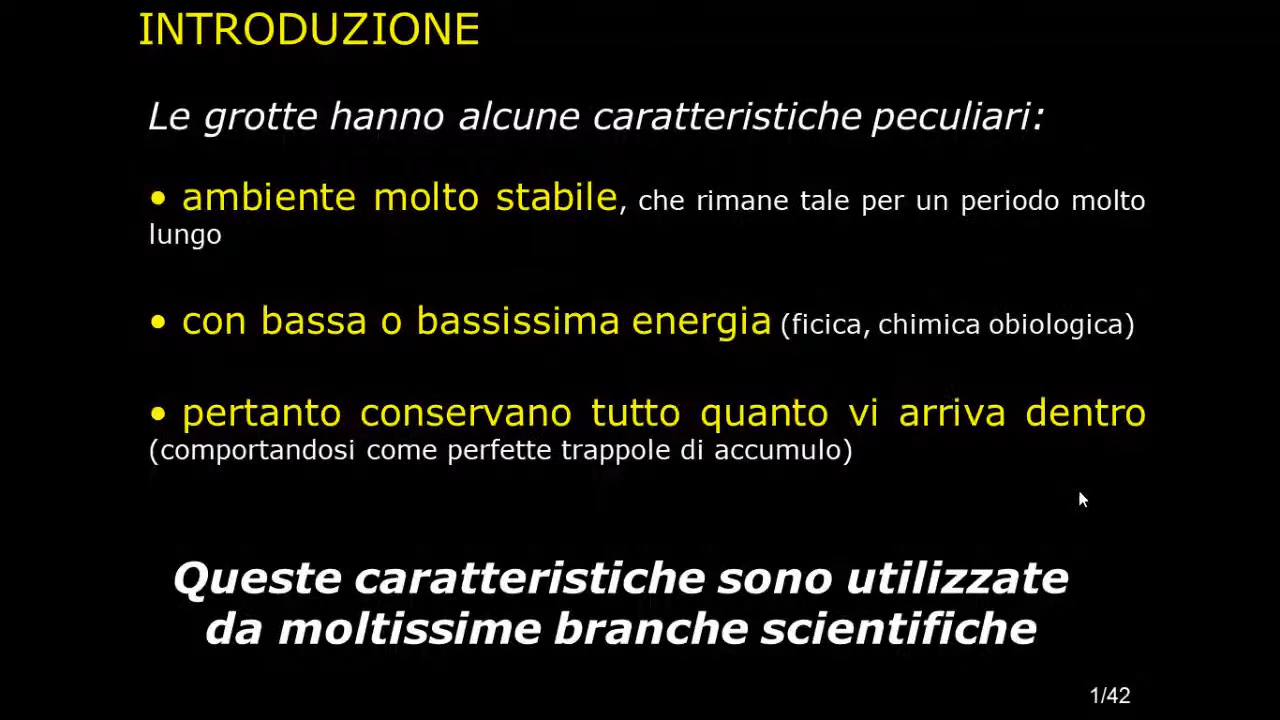 INTRODUZIONE
Le grotte hanno alcune caratteristiche peculiari:
• ambiente molto stabile, che rimane tale per un periodo molto
lungo
• con bassa o bassissima energia (ficica, chimica obiologica)
• pertanto conservano tutto quanto vi arriva dentro
(comportandosi come perfette trappole di accumulo)
Queste caratteristiche sono utilizzate
da moltissime branche scientifiche
1/42